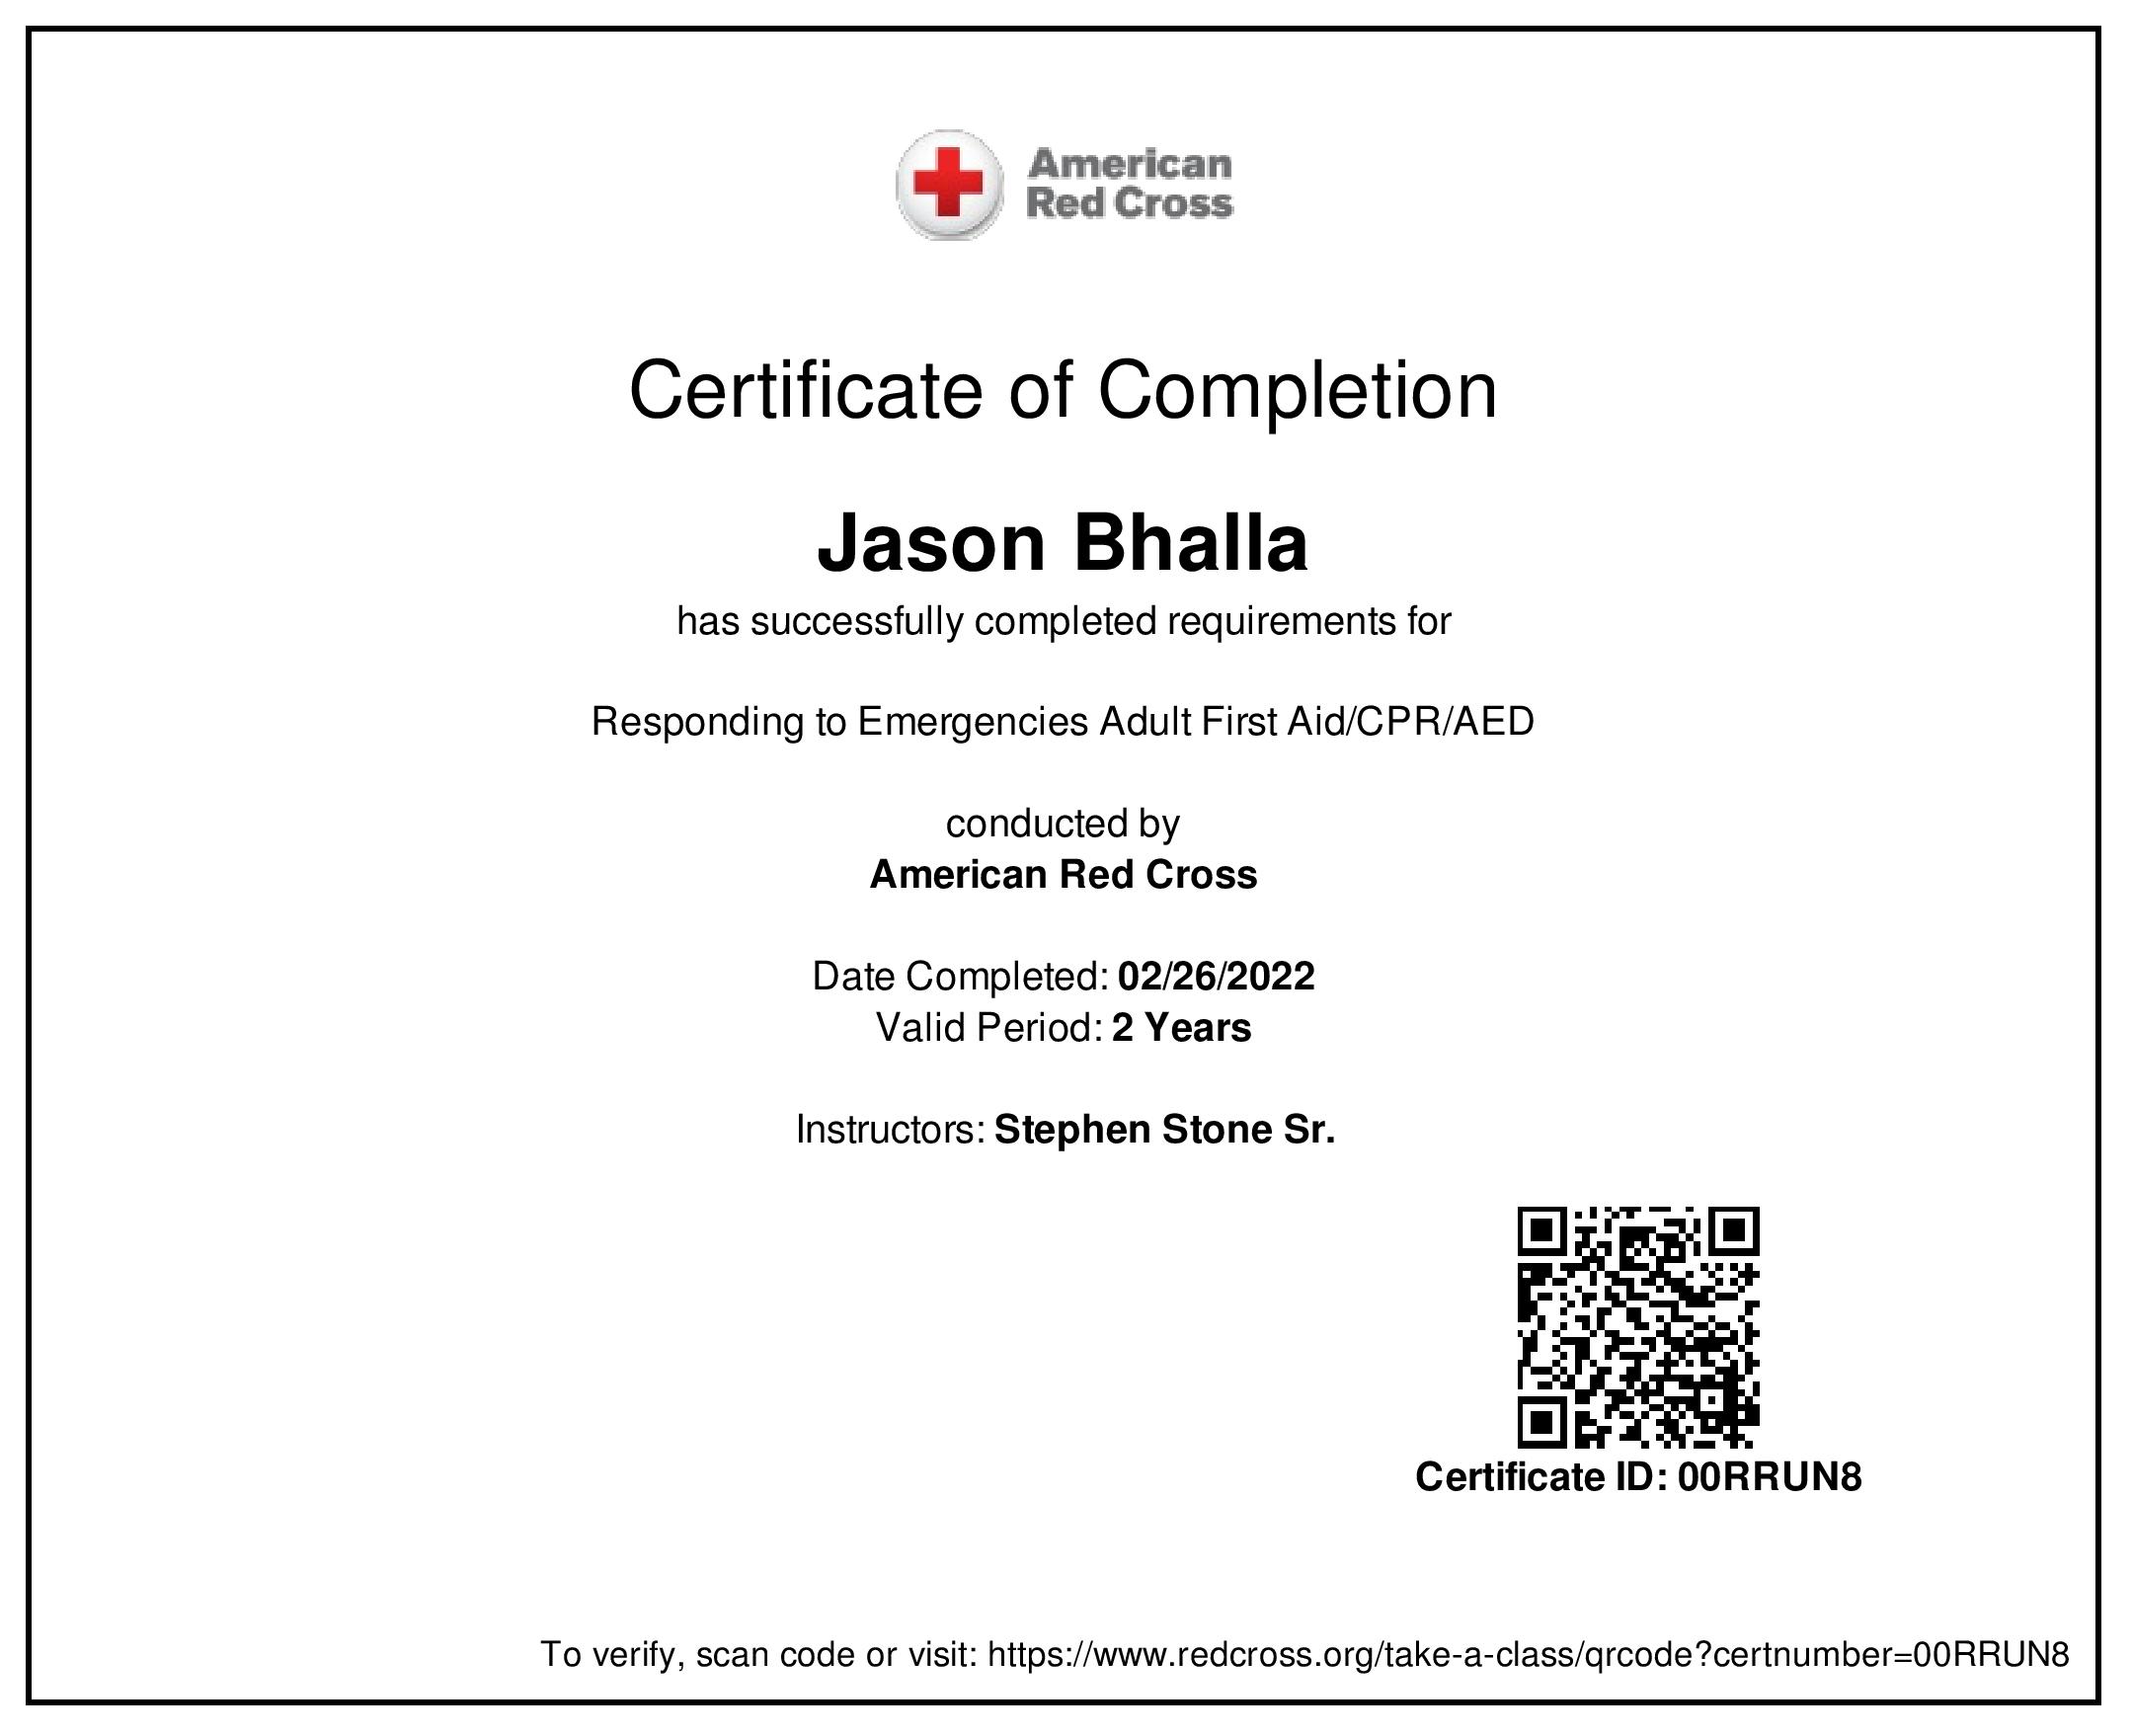 American
Red Cross
Certificate of Completion
Jason Bhalla
has successfully completed requirements for
Responding to Emergencies Adult First Aid/CPR/AED
conducted by
American Red Cross
Date Completed: 02/26/2022
Valid Period: 2 Years
Instructors: Stephen Stone Sr.
Certificate ID: 00RRUN8
To verify, scan code or visit: https://www.redcross.org/take-a-class/qrcode?certnumber=00RRUN8